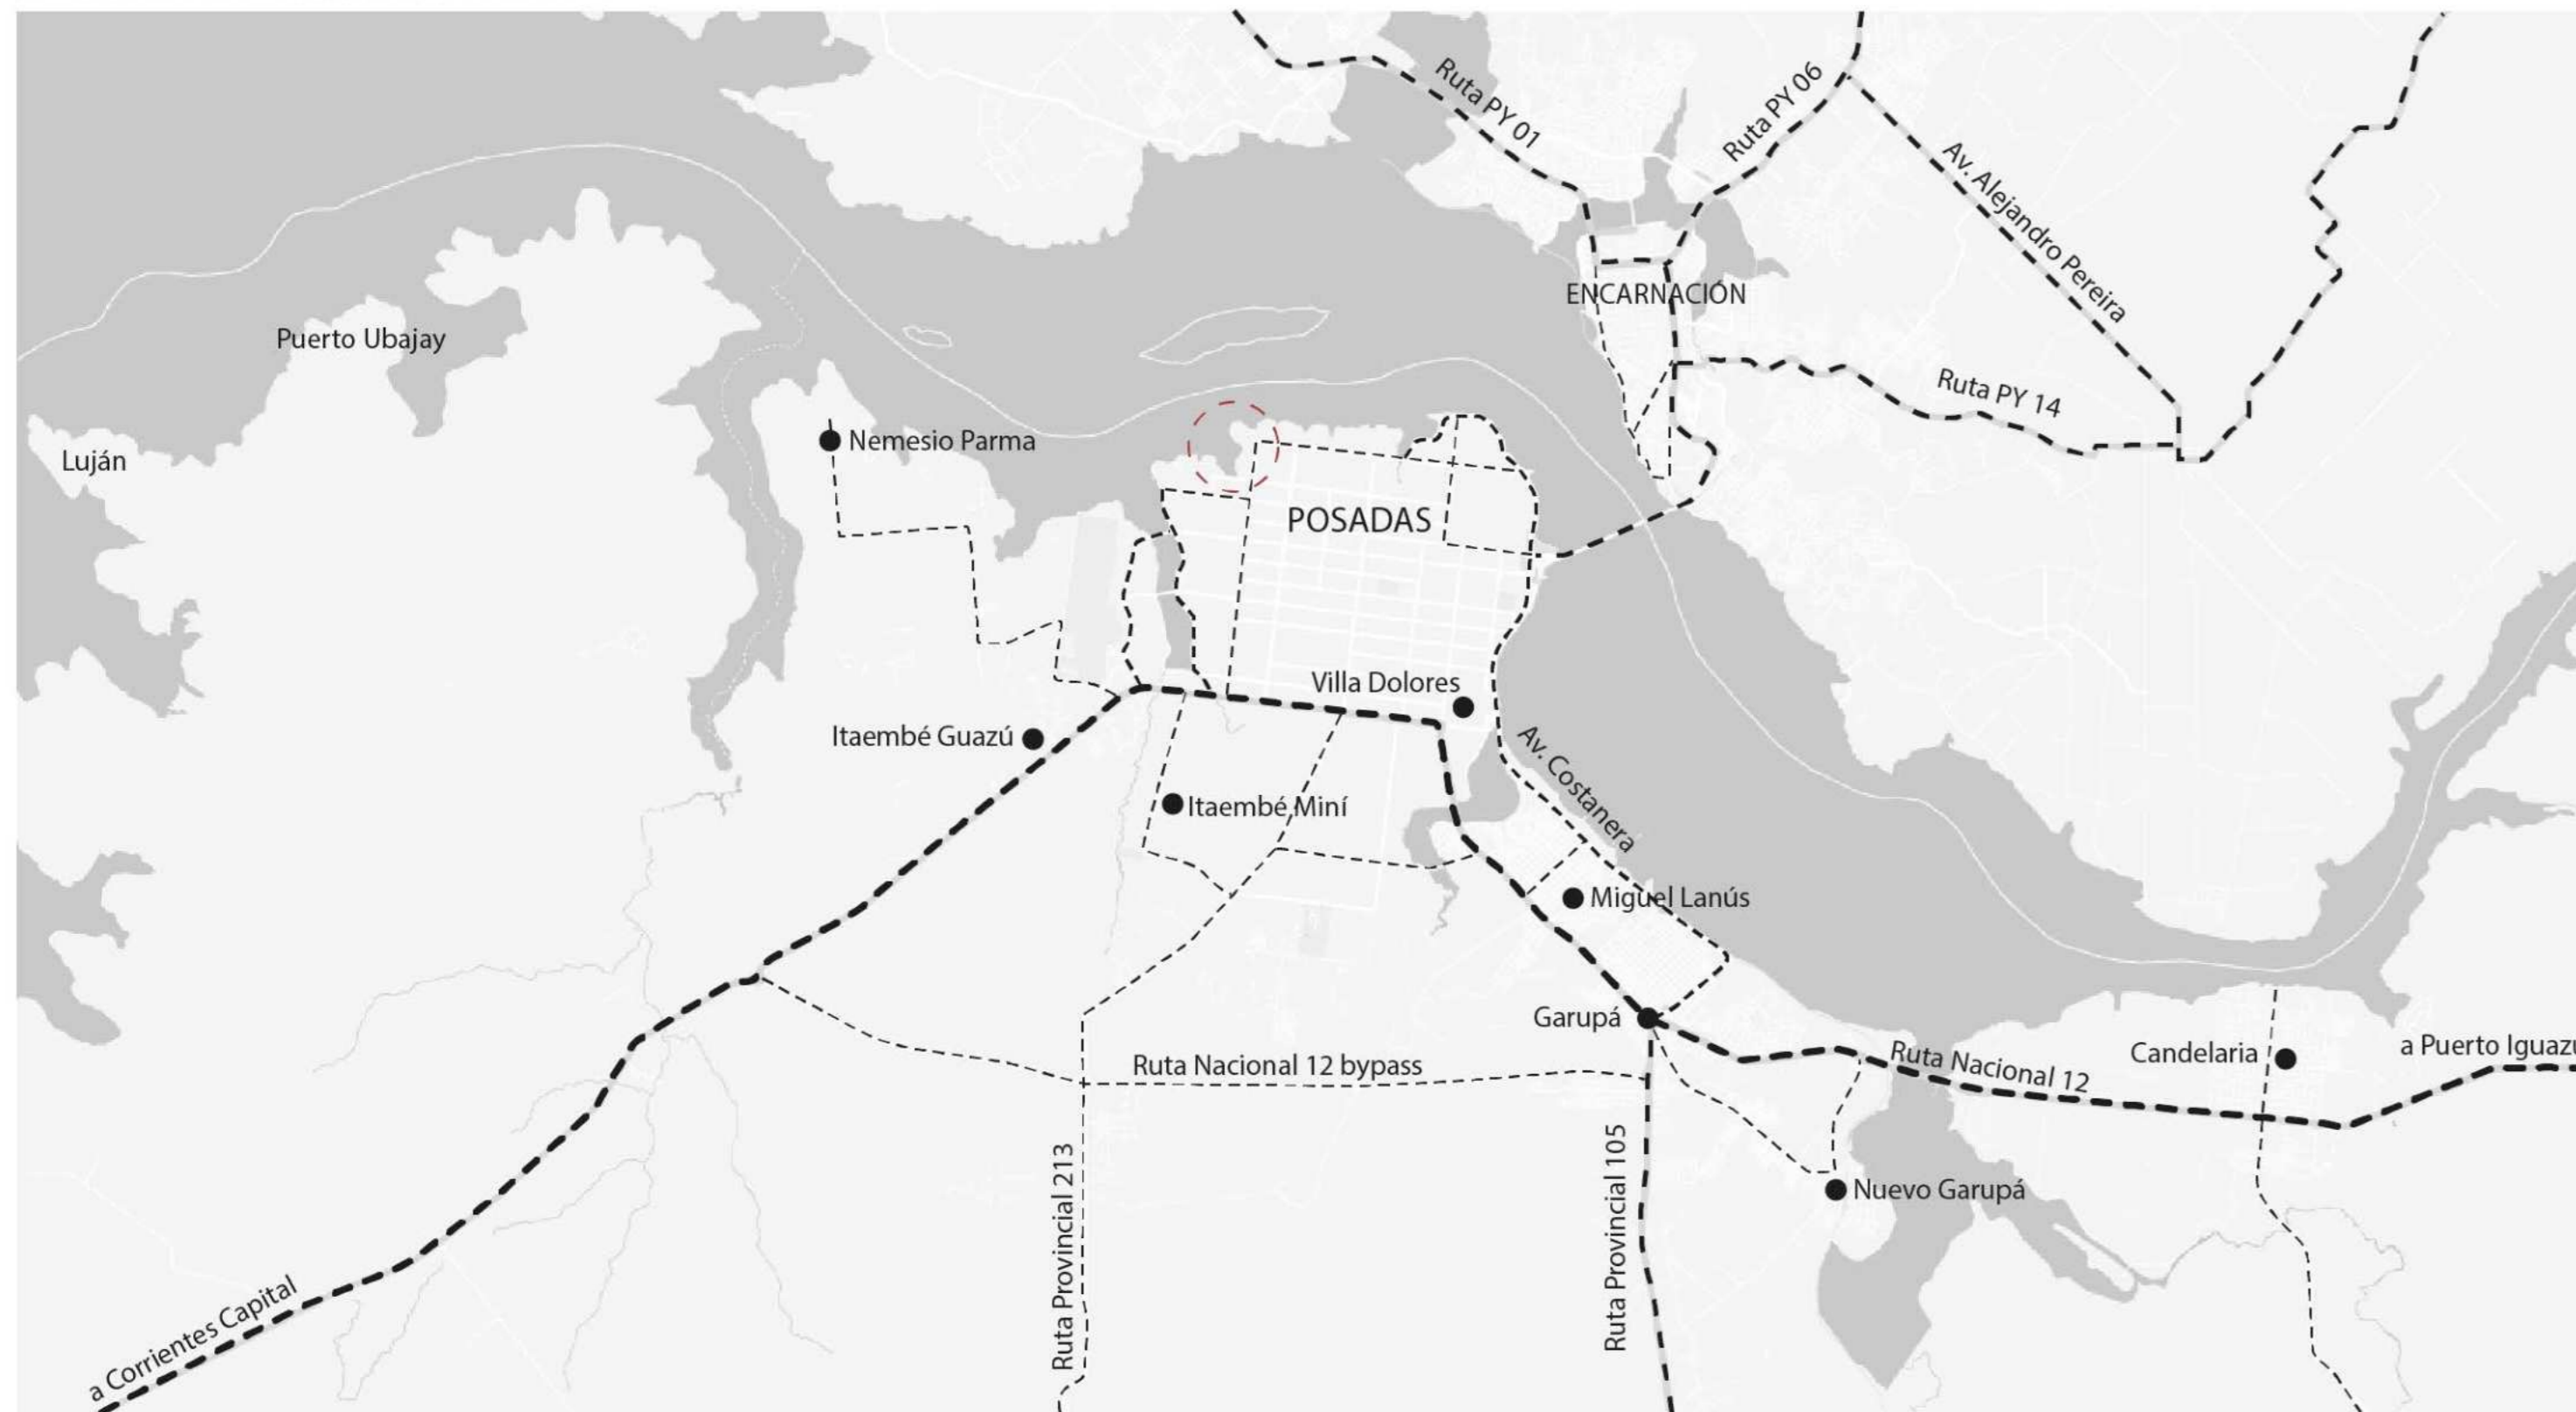 Ruta PY 01
Ruta PY 06
Av. Alejandro Pereira
ENCARNACIÓN
Puerto Ubajay
Ruta PY 14
Luján
Nemesio Parma
POSADAS
Villa Dolores
Itaembé Guazú
Av. Costanera
Itaembé Miní
Miguel Lanús
Garupá
Ruta Nacional 12
Candelaria
a Puerto Iguazú
Ruta Nacional 12 bypass
Ruta Provincial 213
Ruta Provincial 105
Nuevo Garupá
a Corrientes Capital